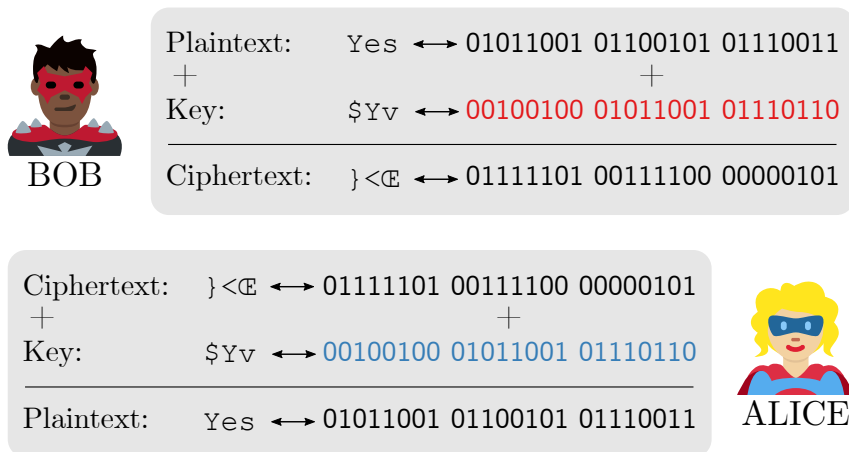 Plaintext: Yes ⟷ 01011001 01100101 01110011
+ +
Key: $Yv ⟷ 00100100 01011001 01110110
BOB
Ciphertext: }<Œ ⟷ 01111101 00111100 00000101
Ciphertext: }<Œ ⟷ 01111101 00111100 00000101
+ +
Key: $Yv ⟷ 00100100 01011001 01110110
Plaintext: Yes ⟷ 01011001 01100101 01110011
ALICE